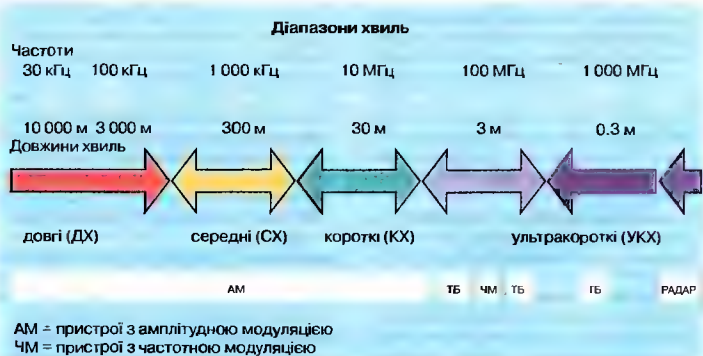 Діапазони хвиль
Частоти
30 кГц 100 кГц 1 000 кГц 10 МГц 100 МГц 1 000 МГц
10 000 м 3 000 м 300 м 30 м 3 м 0.3 м
Довжини хвиль
довгі (ДХ) середні (СХ) короткі (КХ) ультракороткі (УКХ)
АМ ТБ ЧМ ТБ ТБ РАДАР
АМ = пристрої з амплітудною модуляцією
ЧМ = пристрої з частотною модуляцією